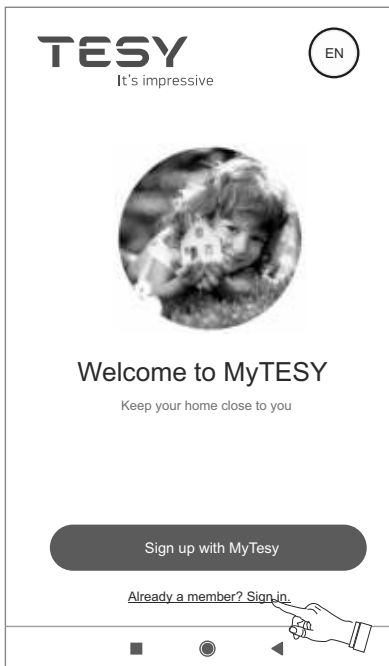 TESY
It's impressive
EN
Welcome to MyTESY
Keep your home close to you
Sign up with MyTesy
Already a member? Sign in.